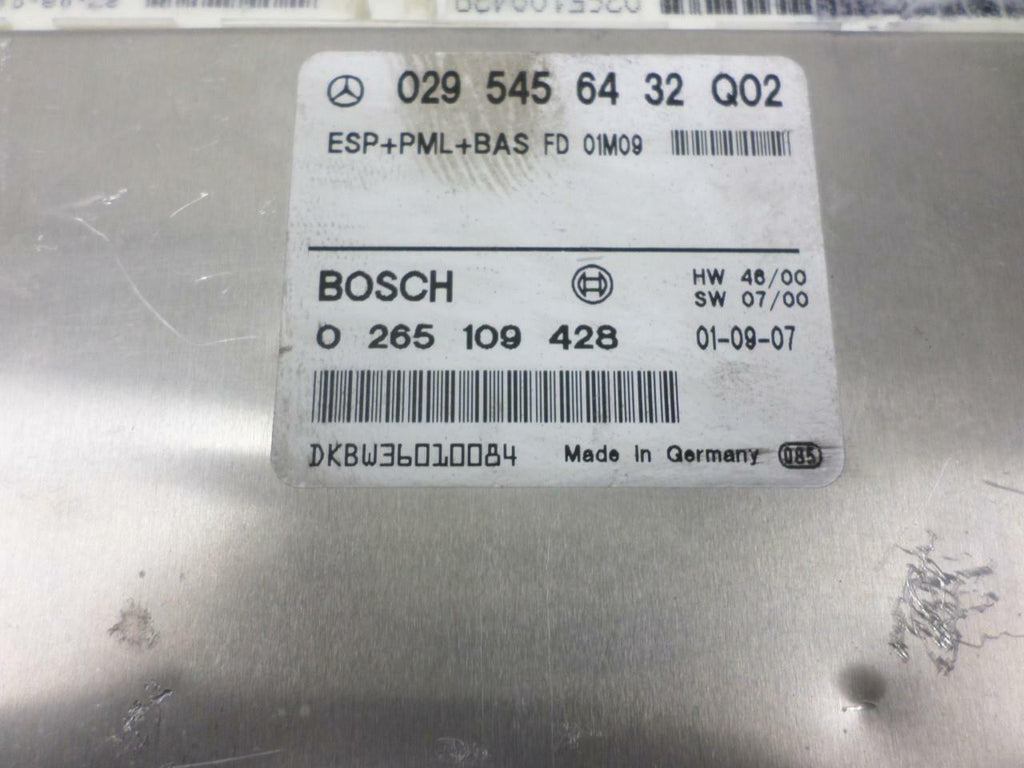 029 545 64 32 Q02
ESP+PML+BAS FD 01M09
BOSCH
HW 46/00
SW 07/00
0 265 109 428
01-09-07
DKBW36010084
Made in Germany 085